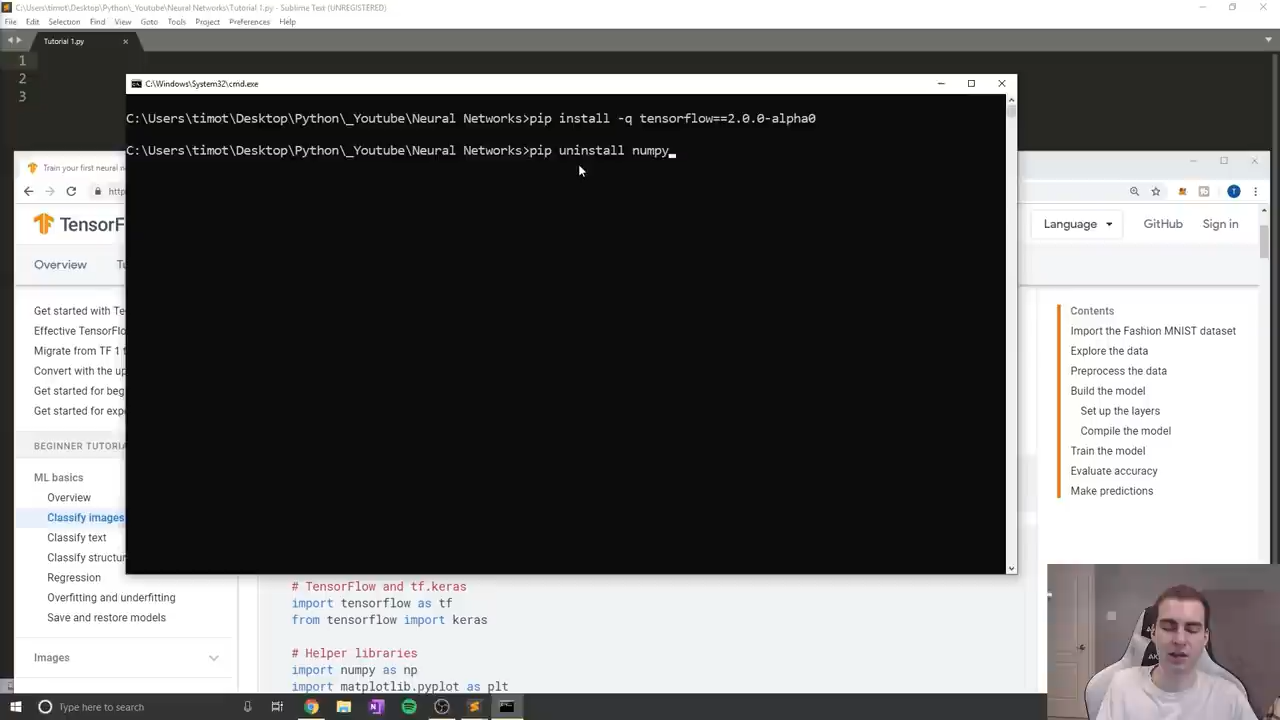 C:\Users\timot\Desktop\Python\_Youtube\Neural Networks\Tutorial 1.py - Sublime Text (UNREGISTERED)
File Edit Selection Find View Goto Tools Project Preferences Help
Tutorial 1.py
1
2
3
C:\Windows\System32\cmd.exe
C:\Users\timot\Desktop\Python\_Youtube\Neural Networks>pip install -q tensorflow==2.0.0-alpha0
C:\Users\timot\Desktop\Python\_Youtube\Neural Networks>pip uninstall numpy
Train your first neural n
http
T
TensorF
Language GitHub Sign in
Overview Tu
Get started with Te
Effective TensorFlo
Migrate from TF 1 t
Convert with the up
Get started for beg
Get started for exp
BEGINNER TUTORIA
ML basics
Overview
Classify images
Classify text
Classify structur
Regression
Overfitting and underfitting
Save and restore models
Images
# TensorFlow and tf.keras
import tensorflow as tf
from tensorflow import keras
# Helper libraries
import numpy as np
import matplotlib.pyplot as plt
Contents
Import the Fashion MNIST dataset
Explore the data
Preprocess the data
Build the model
Set up the layers
Compile the model
Train the model
Evaluate accuracy
Make predictions
Type here to search